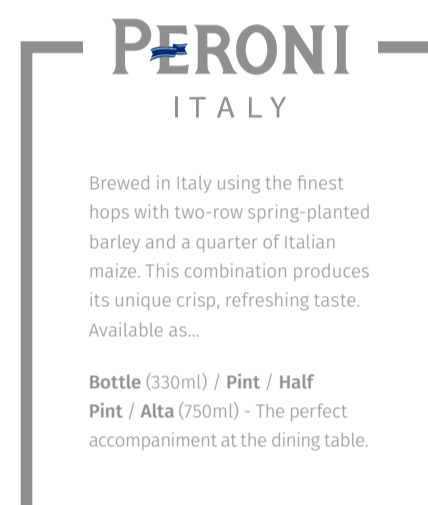 PERONI
ITALY
Brewed in Italy using the finest
hops with two-row spring-planted
barley and a quarter of Italian
maize. This combination produces
its unique crisp, refreshing taste.
Available as...
Bottle (330ml) / Pint / Half
Pint / Alta (750ml) - The perfect
accompaniment at the dining table.